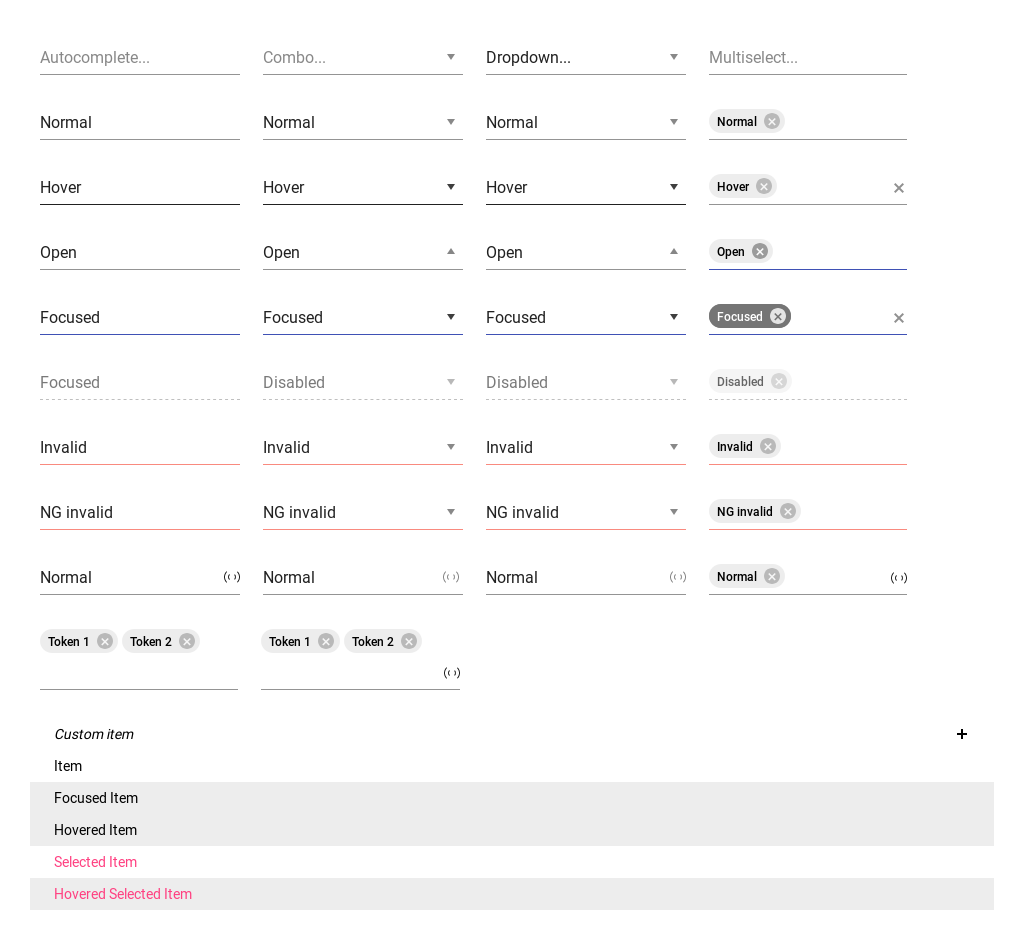 Autocomplete... Combo... Dropdown... Multiselect...
Normal Normal Normal Normal
Hover Hover Hover Hover
Open Open Open Open
Focused Focused Focused Focused
Focused Disabled Disabled Disabled
Invalid Invalid Invalid Invalid
NG invalid NG invalid NG invalid NG invalid
Normal Normal Normal Normal
Token 1 Token 2 Token 1 Token 2
Custom item
Item
Focused Item
Hovered Item
Selected Item
Hovered Selected Item